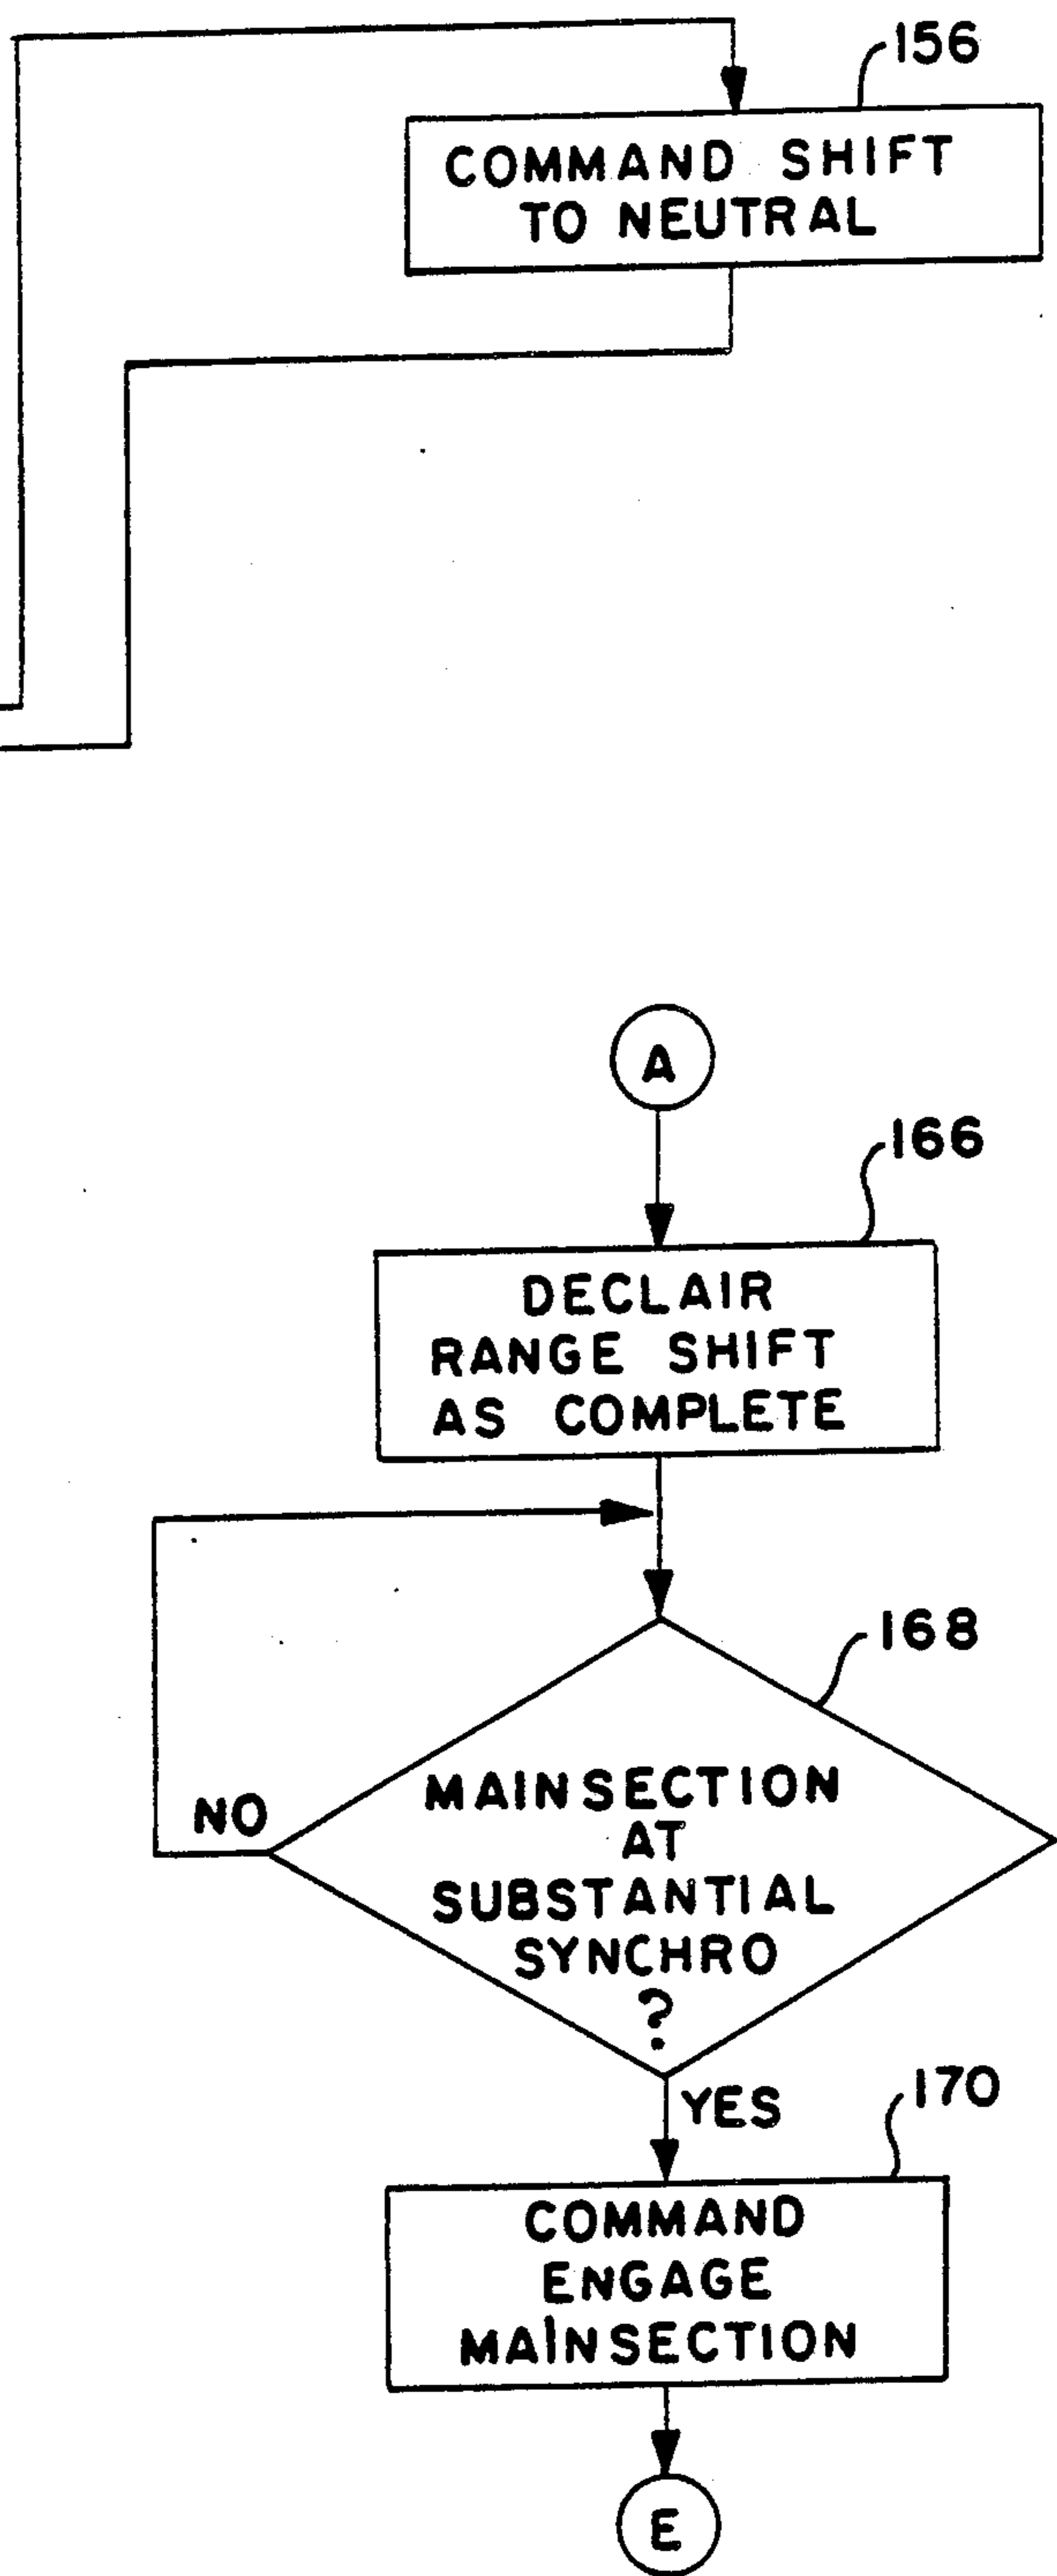 156
COMMAND SHIFT
TO NEUTRAL
A
166
DECLAIR
RANGE SHIFT
AS COMPLETE
168
NO
MAINSECTION
AT
SUBSTANTIAL
SYNCHRO
?
YES
170
COMMAND
ENGAGE
MAINSECTION
E